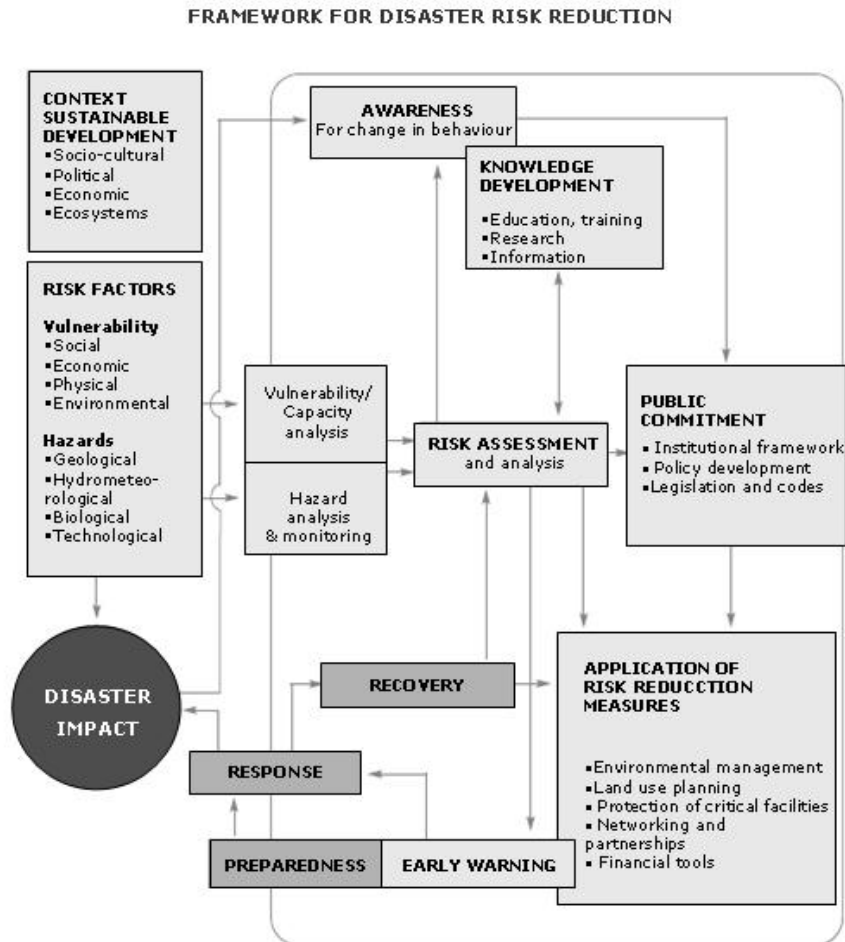 FRAMEWORK FOR DISASTER RISK REDUCTION
CONTEXT
SUSTAINABLE
DEVELOPMENT
▪Socio-cultural
▪Political
▪Economic
▪Ecosystems
AWARENESS
For change in behaviour
KNOWLEDGE
DEVELOPMENT
▪Education, training
▪Research
▪Information
RISK FACTORS
Vulnerability
▪Social
▪Economic
▪Physical
▪Environmental
Hazards
▪Geological
▪Hydrometeo-
rological
▪Biological
▪Technological
Vulnerability/
Capacity
analysis
Hazard
analysis
& monitoring
RISK ASSESSMENT
and analysis
PUBLIC
COMMITMENT
▪ Institutional framework
▪ Policy development
▪Legislation and codes
DISASTER
IMPACT
RECOVERY
RESPONSE
PREPAREDNESS
EARLY WARNING
APPLICATION OF
RISK REDUCCTION
MEASURES
▪Environmental management
▪Land use planning
▪ Protection of critical facilities
▪ Networking and
partnerships
▪ Financial tools